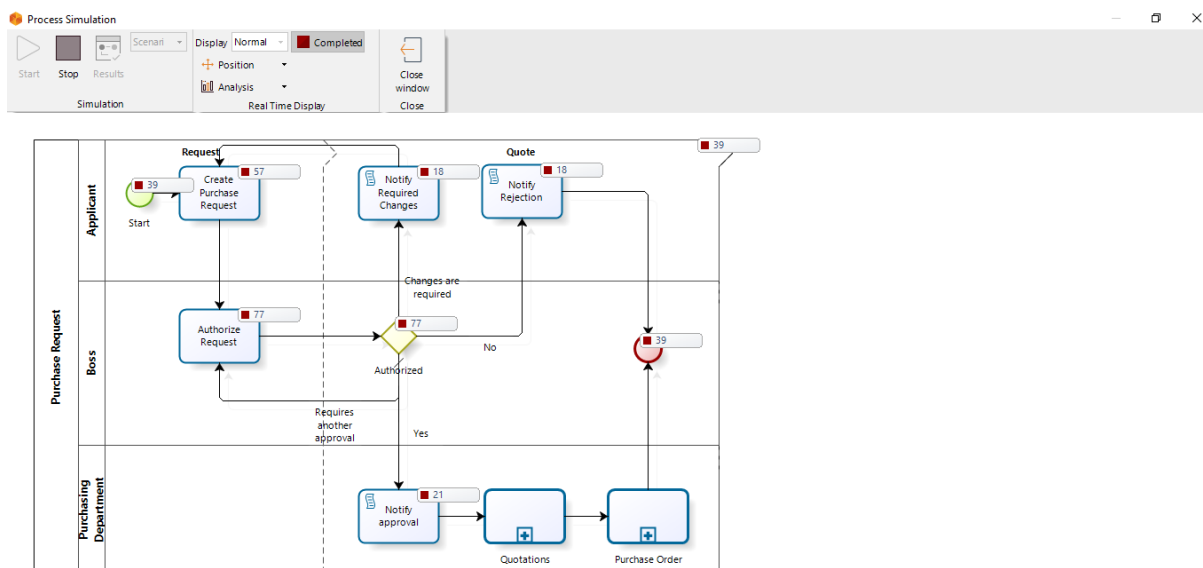 Process Simulation
Start
Stop
Results
Scenari
Simulation
Display
Normal
Completed
Position
Analysis
Real Time Display
Close
window
Close
39
Request
Quote
39
57
18
18
Create
Purchase
Request
Notify
Required
Changes
Notify
Rejection
Start
Applicant
Changes are
required
77
77
Authorize
Request
39
No
Authorized
Boss
Purchase Request
Requires
another
approval
Yes
21
Notify
approval
Purchasing
Department
Quotations
Purchase Order